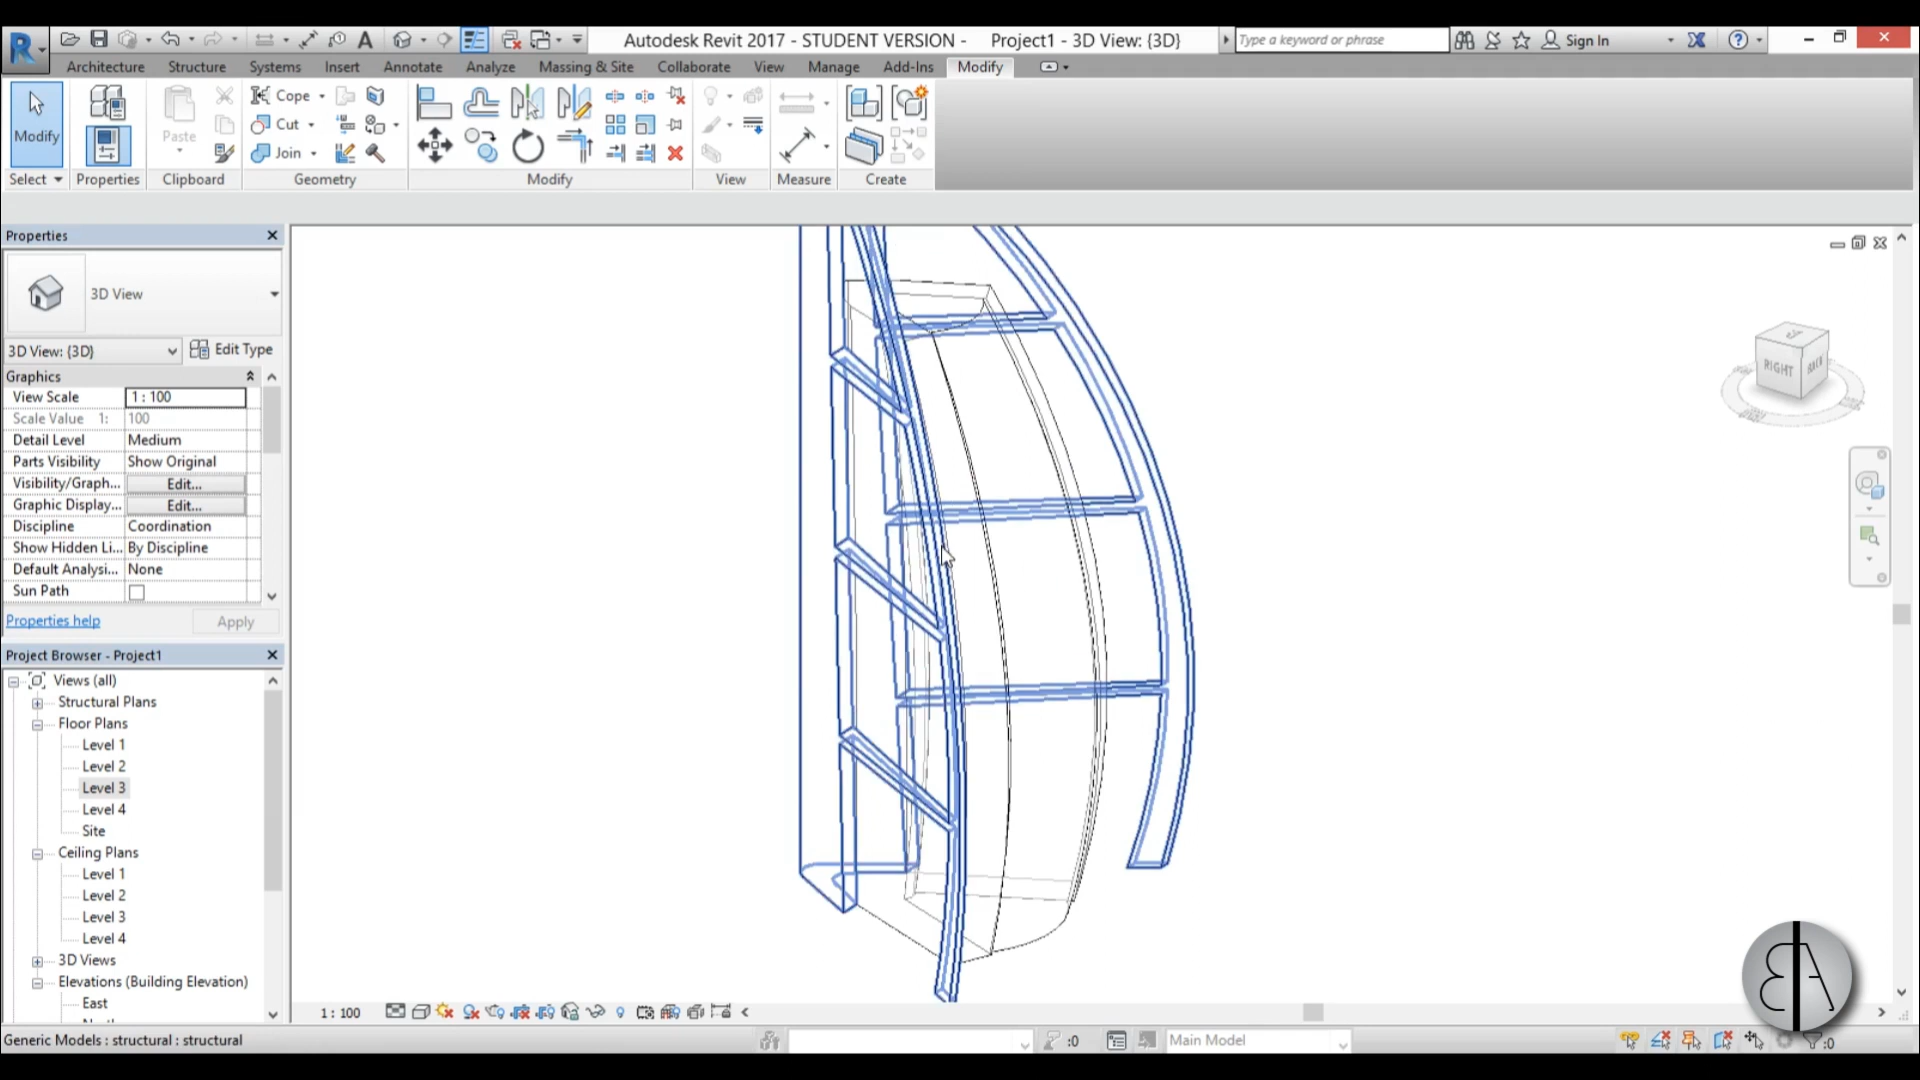 Autodesk Revit 2017 - STUDENT VERSION - Project1 - 3D View: {3D}
Type a keyword or phrase
Sign In
Architecture Structure Systems Insert Annotate Analyze Massing & Site Collaborate View Manage Add-Ins Modify
Modify
Paste
Cope
Cut
Join
Select Properties Clipboard Geometry Modify View Measure Create
Properties
3D View
3D View: {3D}
Edit Type
Graphics
View Scale 1 : 100
Scale Value 1: 100
Detail Level Medium
Parts Visibility Show Original
Visibility/Graph... Edit...
Graphic Display... Edit...
Discipline Coordination
Show Hidden Li... By Discipline
Default Analysi... None
Sun Path
Properties help
Apply
Project Browser - Project1
Views (all)
Structural Plans
Floor Plans
Level 1
Level 2
Level 3
Level 4
Site
Ceiling Plans
Level 1
Level 2
Level 3
Level 4
3D Views
Elevations (Building Elevation)
East
RIGHT
BACK
1 : 100
Generic Models : structural : structural
:0
Main Model
:0
BA